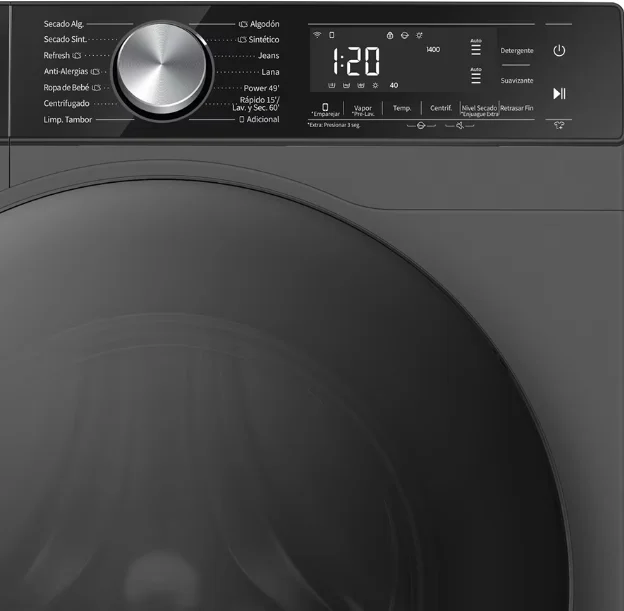 Secado Alg.
Algodón
Secado Sint.
Sintético
Refresh
Jeans
Anti-Alergias
Lana
Ropa de Bebé
Power 49'
Centrifugado
Rápido 15'/
Lav. y Sec. 60'
Limp. Tambor
Adicional
1:20
1400
40
Auto
Detergente
Auto
Suavizante
*Emparejar
Vapor
*Pre-Lav.
Temp.
Centrif.
Nivel Secado
*Enjuague Extra
Retrasar Fin
*Extra: Presionar 3 seg.